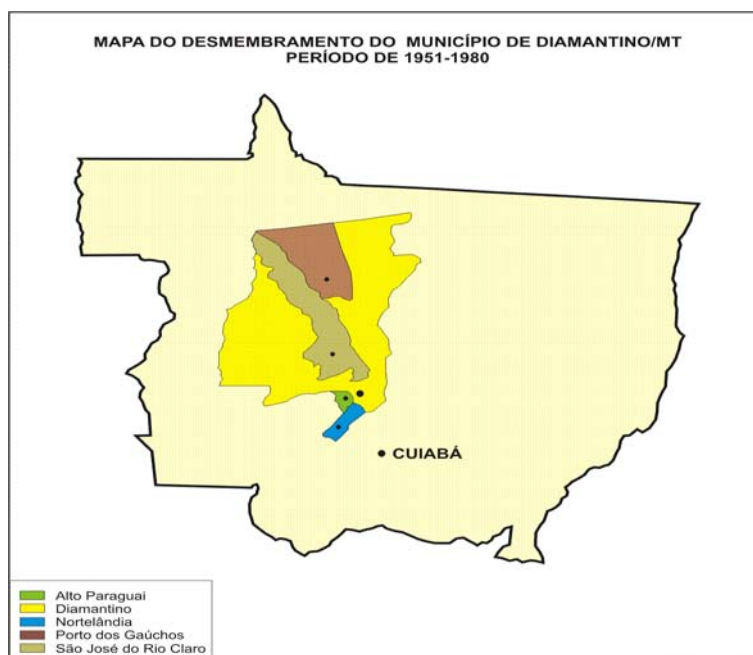 MAPA DO DESMEMBRAMENTO DO MUNICÍPIO DE DIAMANTINO/MT
PERÍODO DE 1951-1980
CUIABÁ
Alto Paraguai
Diamantino
Nortelândia
Porto dos Gaúchos
São José do Rio Claro